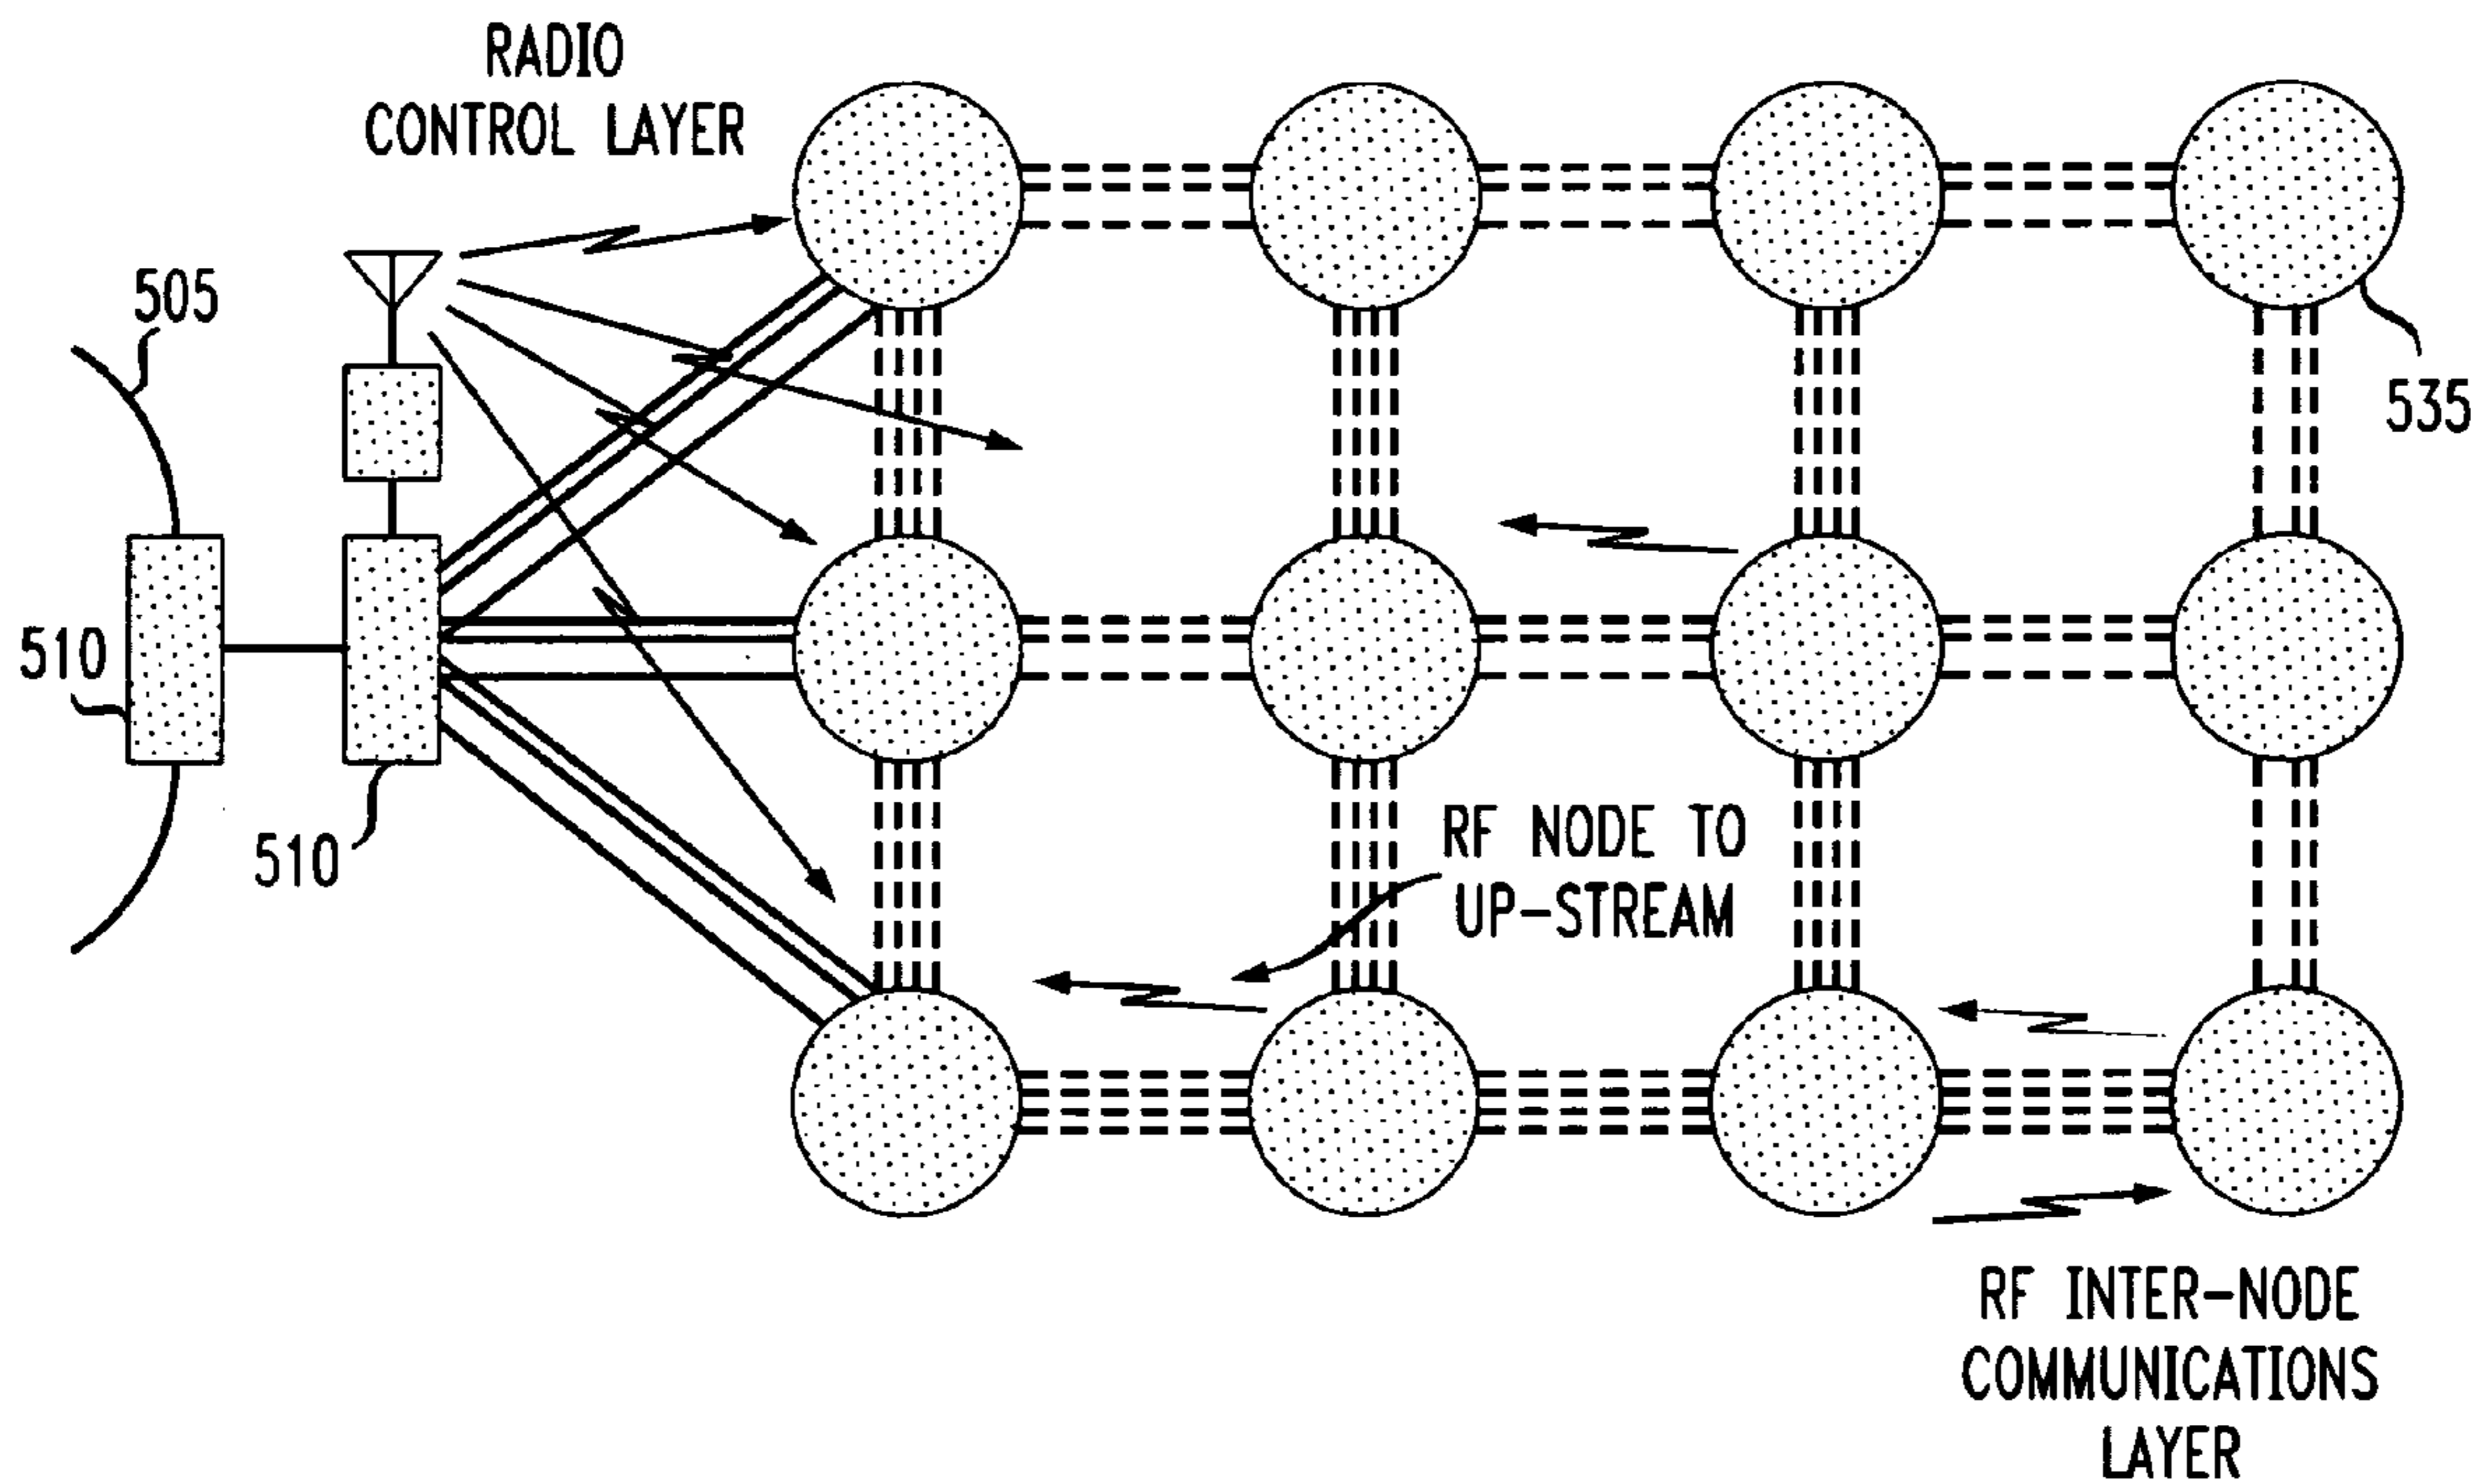 RADIO
CONTROL LAYER
505
535
510
510
RF NODE TO
UP-STREAM
RF INTER-NODE
COMMUNICATIONS
LAYER